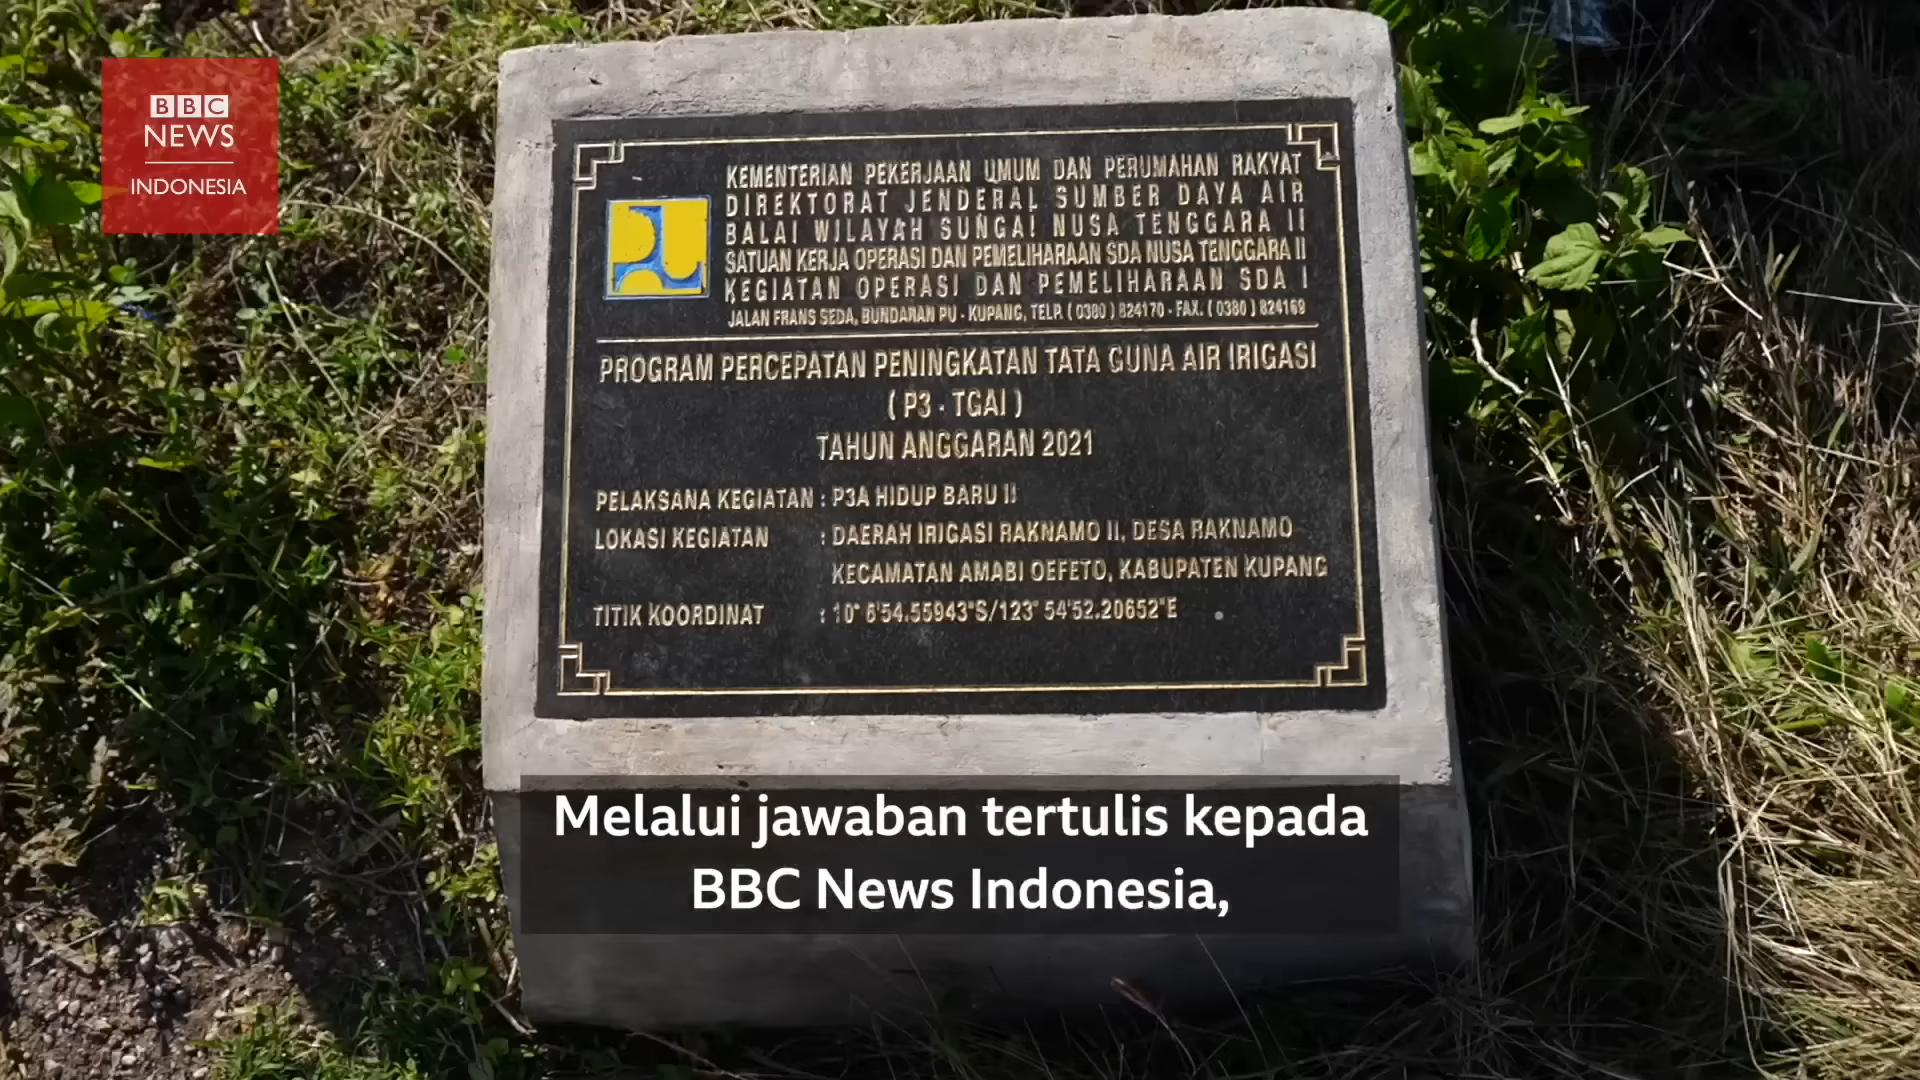 BBC
NEWS
INDONESIA
KEMENTERIAN PEKERJAAN UMUM DAN PERUMAHAN RAKYAT
DIREKTORAT JENDERAL SUMBER DAYA AIR
BALAI WILAYAH SUNGAI NUSA TENGGARA II
SATUAN KERJA OPERASI DAN PEMELIHARAAN SDA NUSA TENGGARA II
KEGIATAN OPERASI DAN PEMELIHARAAN SDA I
JALAN FRANS SEDA, BUNDARAN PU - KUPANG, TELP. ( 0380 ) 824170 - FAX. ( 0380 ) 824169
PROGRAM PERCEPATAN PENINGKATAN TATA GUNA AIR IRIGASI
( P3 - TGAI )
TAHUN ANGGARAN 2021
PELAKSANA KEGIATAN : P3A HIDUP BARU II
LOKASI KEGIATAN : DAERAH IRIGASI RAKNAMO II, DESA RAKNAMO
KECAMATAN AMABI OEFETO, KABUPATEN KUPANG
TITIK KOORDINAT : 10° 6'54.55943"S/123° 54'52.20652"E
Melalui jawaban tertulis kepada
BBC News Indonesia,